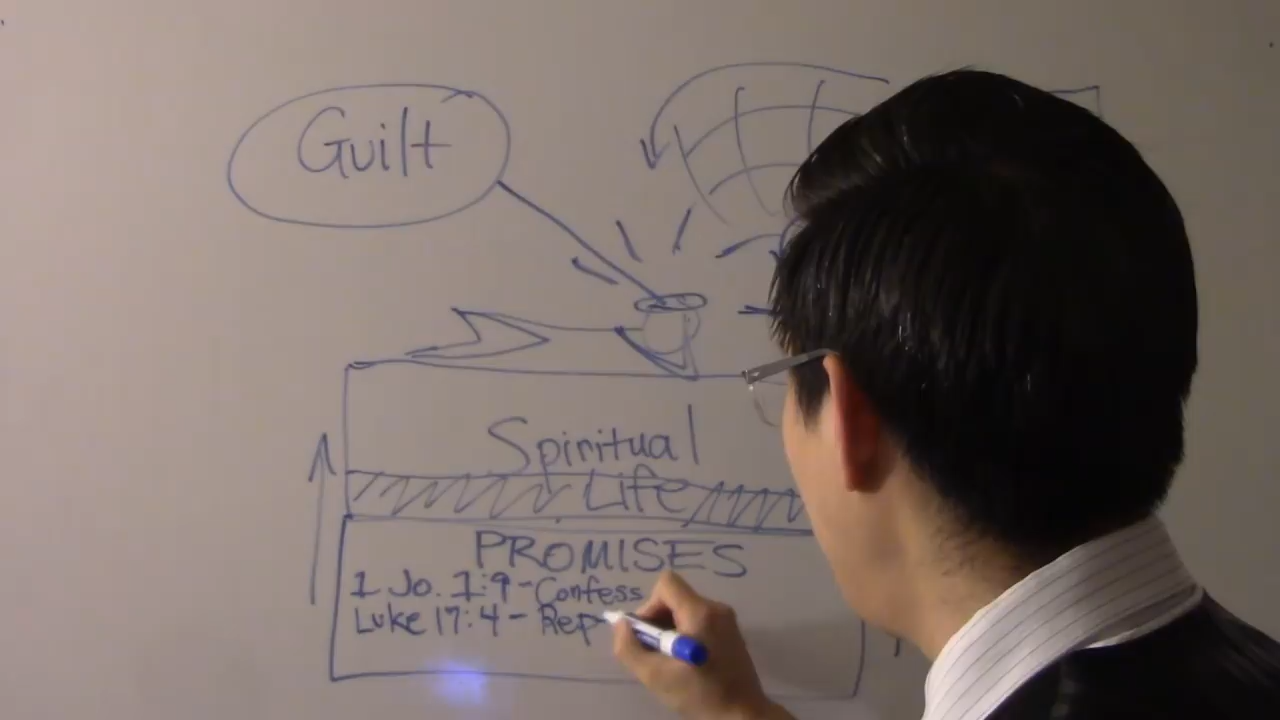 Guilt
Spiritual
Life
PROMISES
1 Jo. 1:9 - Confess
Luke 17:4 - Rep